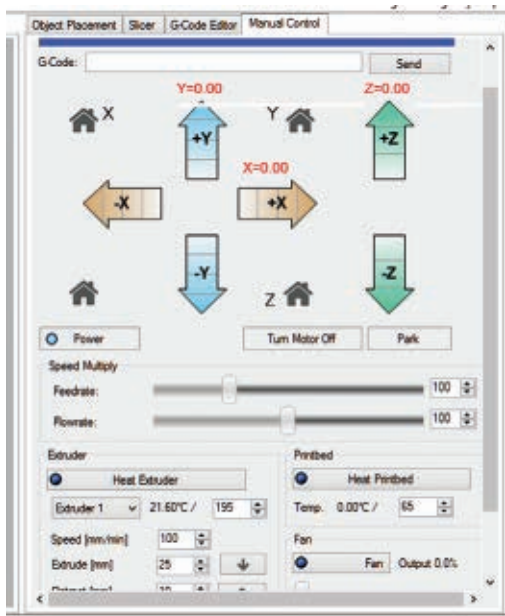 Object Placement Slicer G-Code Editor Manual Control
G-Code: Send
Y=0.00 Z=0.00
X Y
+Y +Z
X=0.00
-X +X
-Y -Z
Z
Power Turn Motor Off Park
Speed Multiply
Feedrate: 100
Flowrate: 100
Extruder Printbed
Heat Extruder Heat Printbed
Extruder 1 21.60°C / 195 Temp. 0.00°C / 65
Speed [mm/min] 100 Fan
Extrude [mm] 25 Fan Output 0.0%